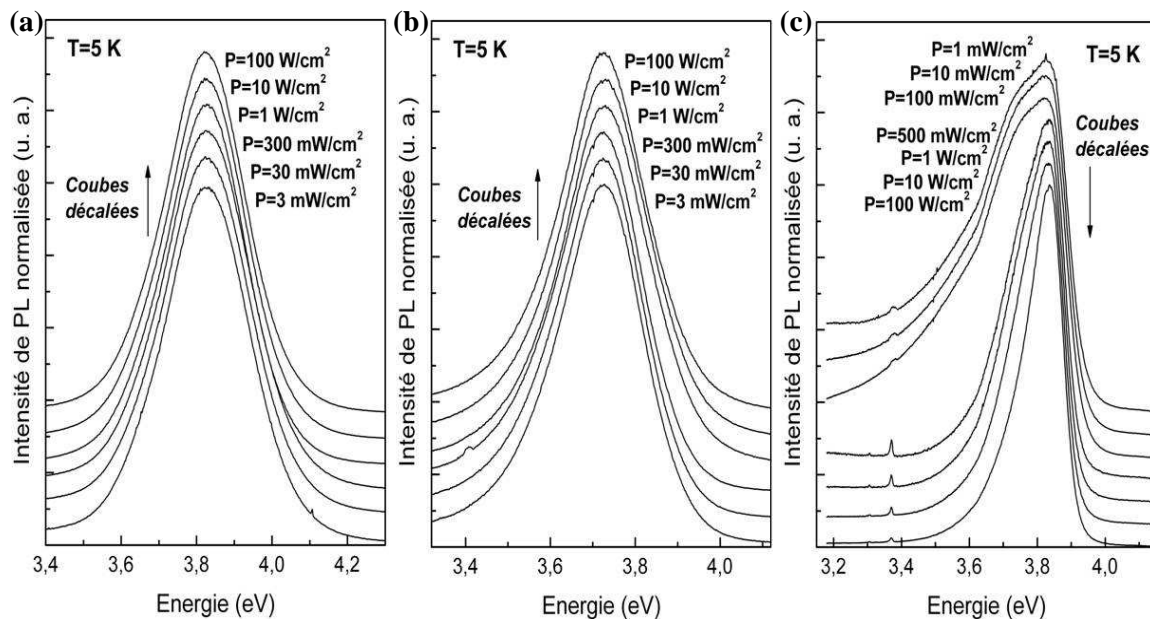 (a)
T=5 K
P=100 W/cm²
P=10 W/cm²
P=1 W/cm²
P=300 mW/cm²
P=30 mW/cm²
P=3 mW/cm²
Coubes
décalées
Intensité de PL normalisée (u. a.)
3,4 3,6 3,8 4,0 4,2
Energie (eV)
(b)
T=5 K
P=100 W/cm²
P=10 W/cm²
P=1 W/cm²
P=300 mW/cm²
P=30 mW/cm²
P=3 mW/cm²
Coubes
décalées
Intensité de PL normalisée (u. a.)
3,4 3,6 3,8 4,0
Energie (eV)
(c)
T=5 K
P=1 mW/cm²
P=10 mW/cm²
P=100 mW/cm²
P=500 mW/cm²
P=1 W/cm²
P=10 W/cm²
P=100 W/cm²
Coubes
décalées
Intensité de PL normalisée (u. a.)
3,2 3,4 3,6 3,8 4,0
Energie (eV)